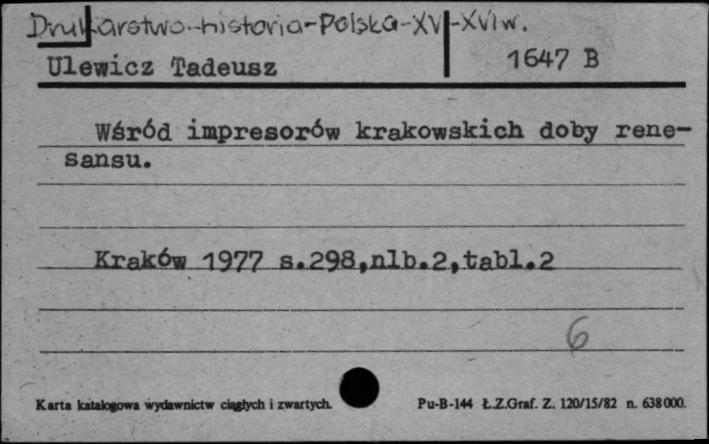 Drukarstwo-historia-Polska-XV-XVIw.
Ulewicz Tadeusz 1647 B
Wśród impresorów krakowskich doby rene-
sansu.
Kraków 1977 s.298,nlb.2,tabl.2
6
Karta katalogowa wydawnictw ciągłych i zwartych. Pu-B-144 Ł.Z.Graf. Z. 120/15/82 n. 638000.